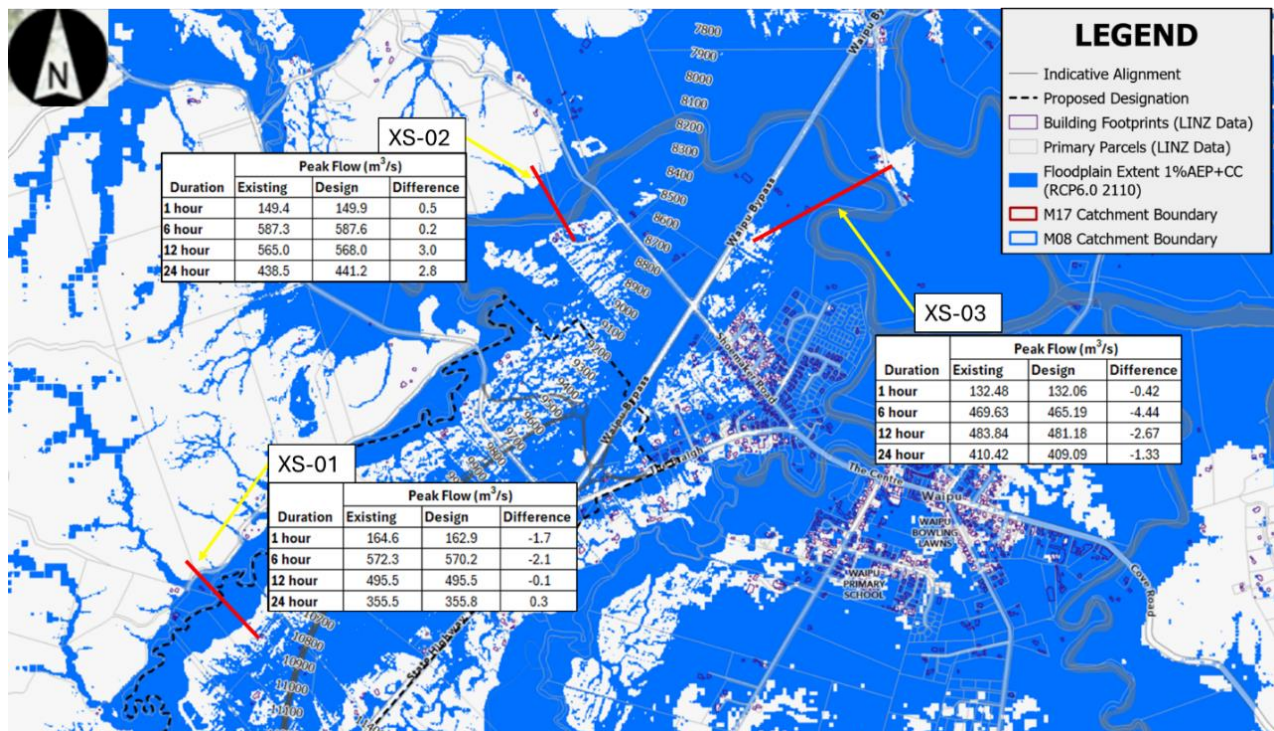 N
LEGEND
Indicative Alignment
Proposed Designation
Building Footprints (LINZ Data)
Primary Parcels (LINZ Data)
Floodplain Extent 1%AEP+CC
(RCP6.0 2110)
M17 Catchment Boundary
M08 Catchment Boundary
XS-02
Peak Flow (m³/s)
Duration Existing Design Difference
1 hour 149.4 149.9 0.5
6 hour 587.3 587.6 0.2
12 hour 565.0 568.0 3.0
24 hour 438.5 441.2 2.8
7800
7900
8000
8100
8200
8300
8400
8500
8600
8700
8800
8900
9000
9100
9200
9300
Waipu Bypass
Waipu Bypass
XS-03
Peak Flow (m³/s)
Duration Existing Design Difference
1 hour 132.48 132.06 -0.42
6 hour 469.63 465.19 -4.44
12 hour 483.84 481.18 -2.67
24 hour 410.42 409.09 -1.33
Waipu Bypass
XS-01
Peak Flow (m³/s)
Duration Existing Design Difference
1 hour 164.6 162.9 -1.7
6 hour 572.3 570.2 -2.1
12 hour 495.5 495.5 -0.1
24 hour 355.5 355.8 0.3
The Centre
Waipu
WAIPU
BOWLING
LAWNS
WAIPU
PRIMARY
SCHOOL
Cove Road
State Highway
10700
10800
10900
11000
11100